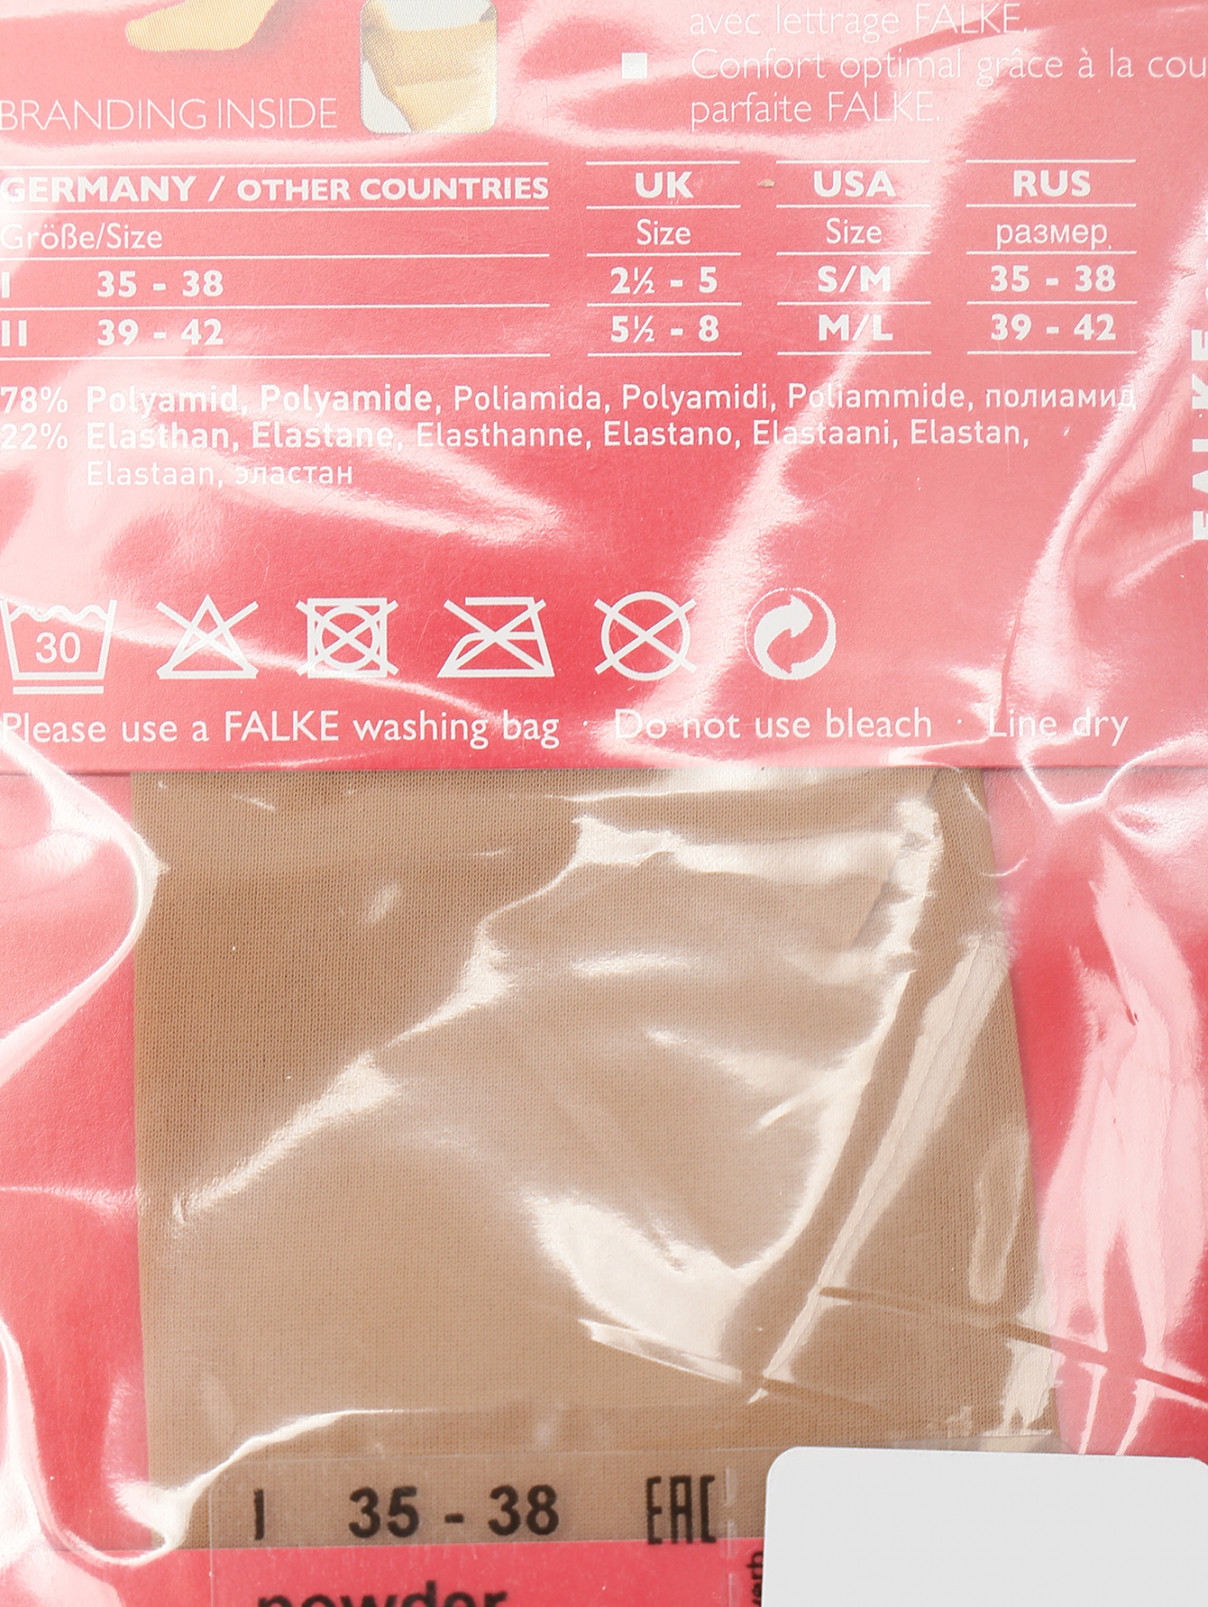 avec lettrage FALKE.
Confort optimal grâce à la cou
parfaite FALKE.
BRANDING INSIDE
GERMANY / OTHER COUNTRIES UK USA RUS
Größe/Size Size Size размер
I 35 - 38 2½ - 5 S/M 35 - 38
II 39 - 42 5½ - 8 M/L 39 - 42
78% Polyamid, Polyamide, Poliamida, Polyamidi, Poliammide, полиамид
22% Elasthan, Elastane, Elasthanne, Elastano, Elastaani, Elastan,
Elastaan, эластан
FALKE
30
Please use a FALKE washing bag · Do not use bleach · Line dry
I 35 - 38 EAC
powder